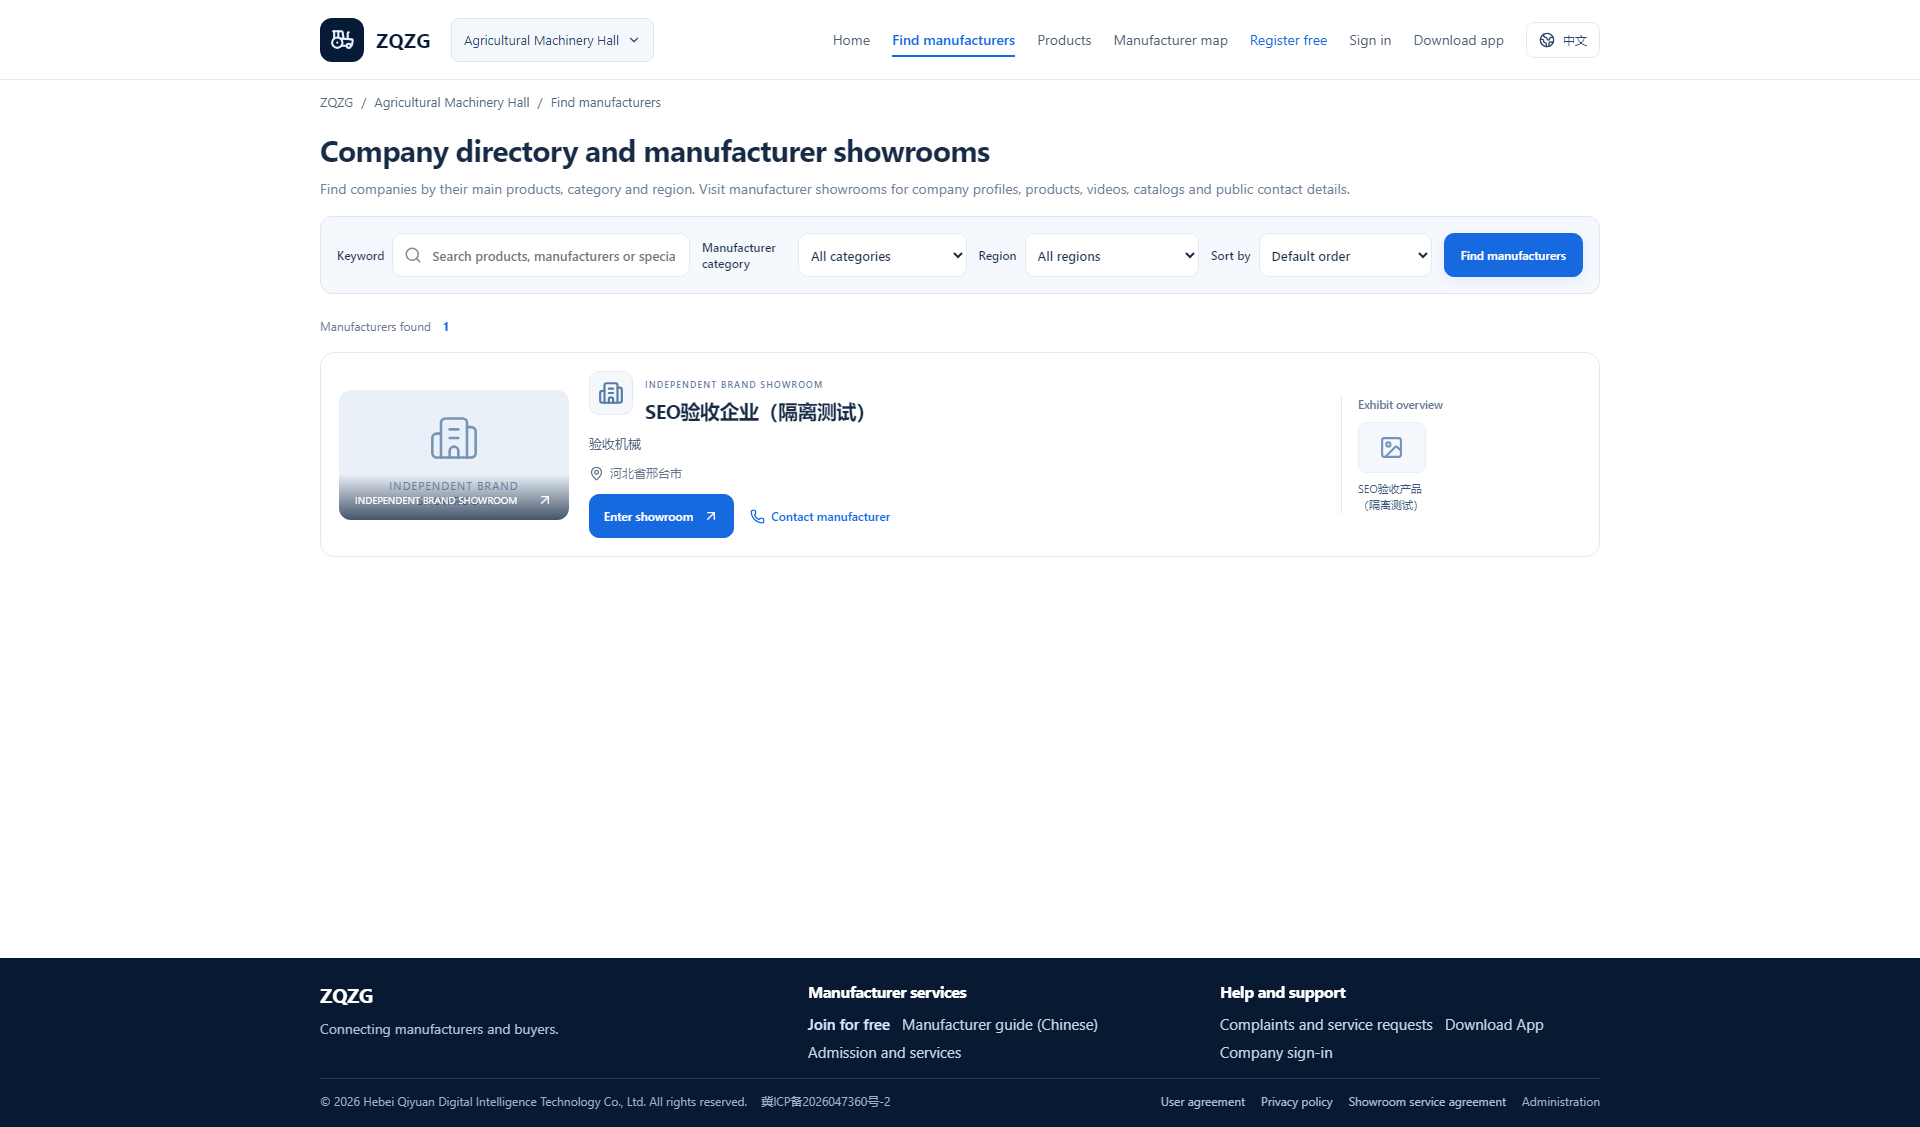 ZQZG
Agricultural Machinery Hall
Home
Find manufacturers
Products
Manufacturer map
Register free
Sign in
Download app
中文
ZQZG / Agricultural Machinery Hall / Find manufacturers
Company directory and manufacturer showrooms
Find companies by their main products, category and region. Visit manufacturer showrooms for company profiles, products, videos, catalogs and public contact details.
Keyword
Search products, manufacturers or specia
Manufacturer
category
All categories
Region
All regions
Sort by
Default order
Find manufacturers
Manufacturers found 1
INDEPENDENT BRAND
INDEPENDENT BRAND SHOWROOM
INDEPENDENT BRAND SHOWROOM
SEO验收企业（隔离测试）
验收机械
河北省邢台市
Enter showroom
Contact manufacturer
Exhibit overview
SEO验收产品
（隔离测试）
ZQZG
Connecting manufacturers and buyers.
Manufacturer services
Join for free
Manufacturer guide (Chinese)
Admission and services
Help and support
Complaints and service requests
Download App
Company sign-in
© 2026 Hebei Qiyuan Digital Intelligence Technology Co., Ltd. All rights reserved.
冀ICP备2026047360号-2
User agreement
Privacy policy
Showroom service agreement
Administration